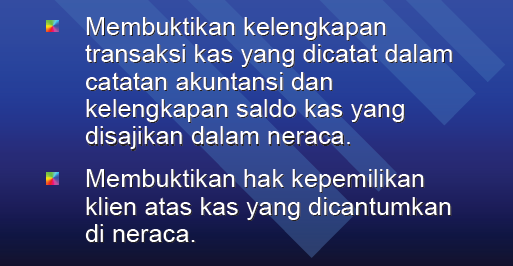 Membuktikan kelengkapan
transaksi kas yang dicatat dalam
catatan akuntansi dan
kelengkapan saldo kas yang
disajikan dalam neraca.
Membuktikan hak kepemilikan
klien atas kas yang dicantumkan
di neraca.